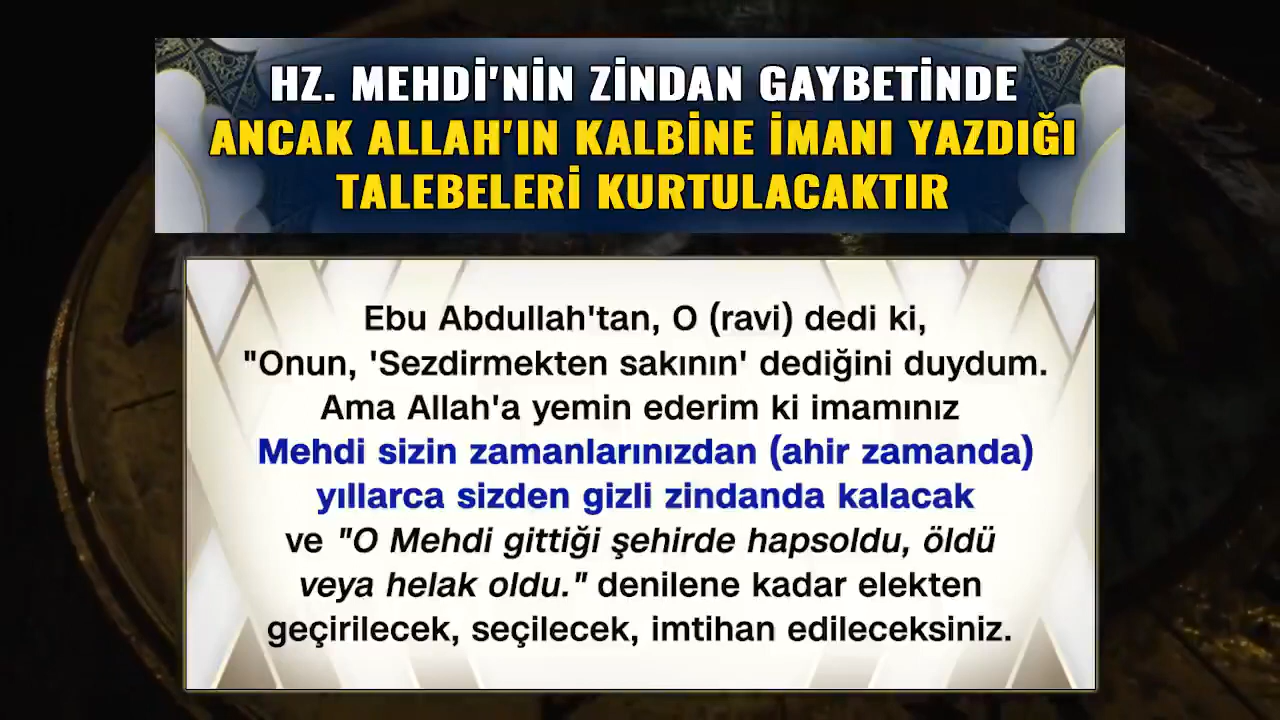 HZ. MEHDİ'NİN ZİNDAN GAYBETİNDE
ANCAK ALLAH'IN KALBİNE İMANI YAZDIĞI
TALEBELERİ KURTULACAKTIR
Ebu Abdullah'tan, O (ravi) dedi ki,
"Onun, 'Sezdirmekten sakının' dediğini duydum.
Ama Allah'a yemin ederim ki imamınız
Mehdi sizin zamanlarınızdan (ahir zamanda)
yıllarca sizden gizli zindanda kalacak
ve "O Mehdi gittiği şehirde hapsoldu, öldü
veya helak oldu." denilene kadar elekten
geçirilecek, seçilecek, imtihan edileceksiniz.